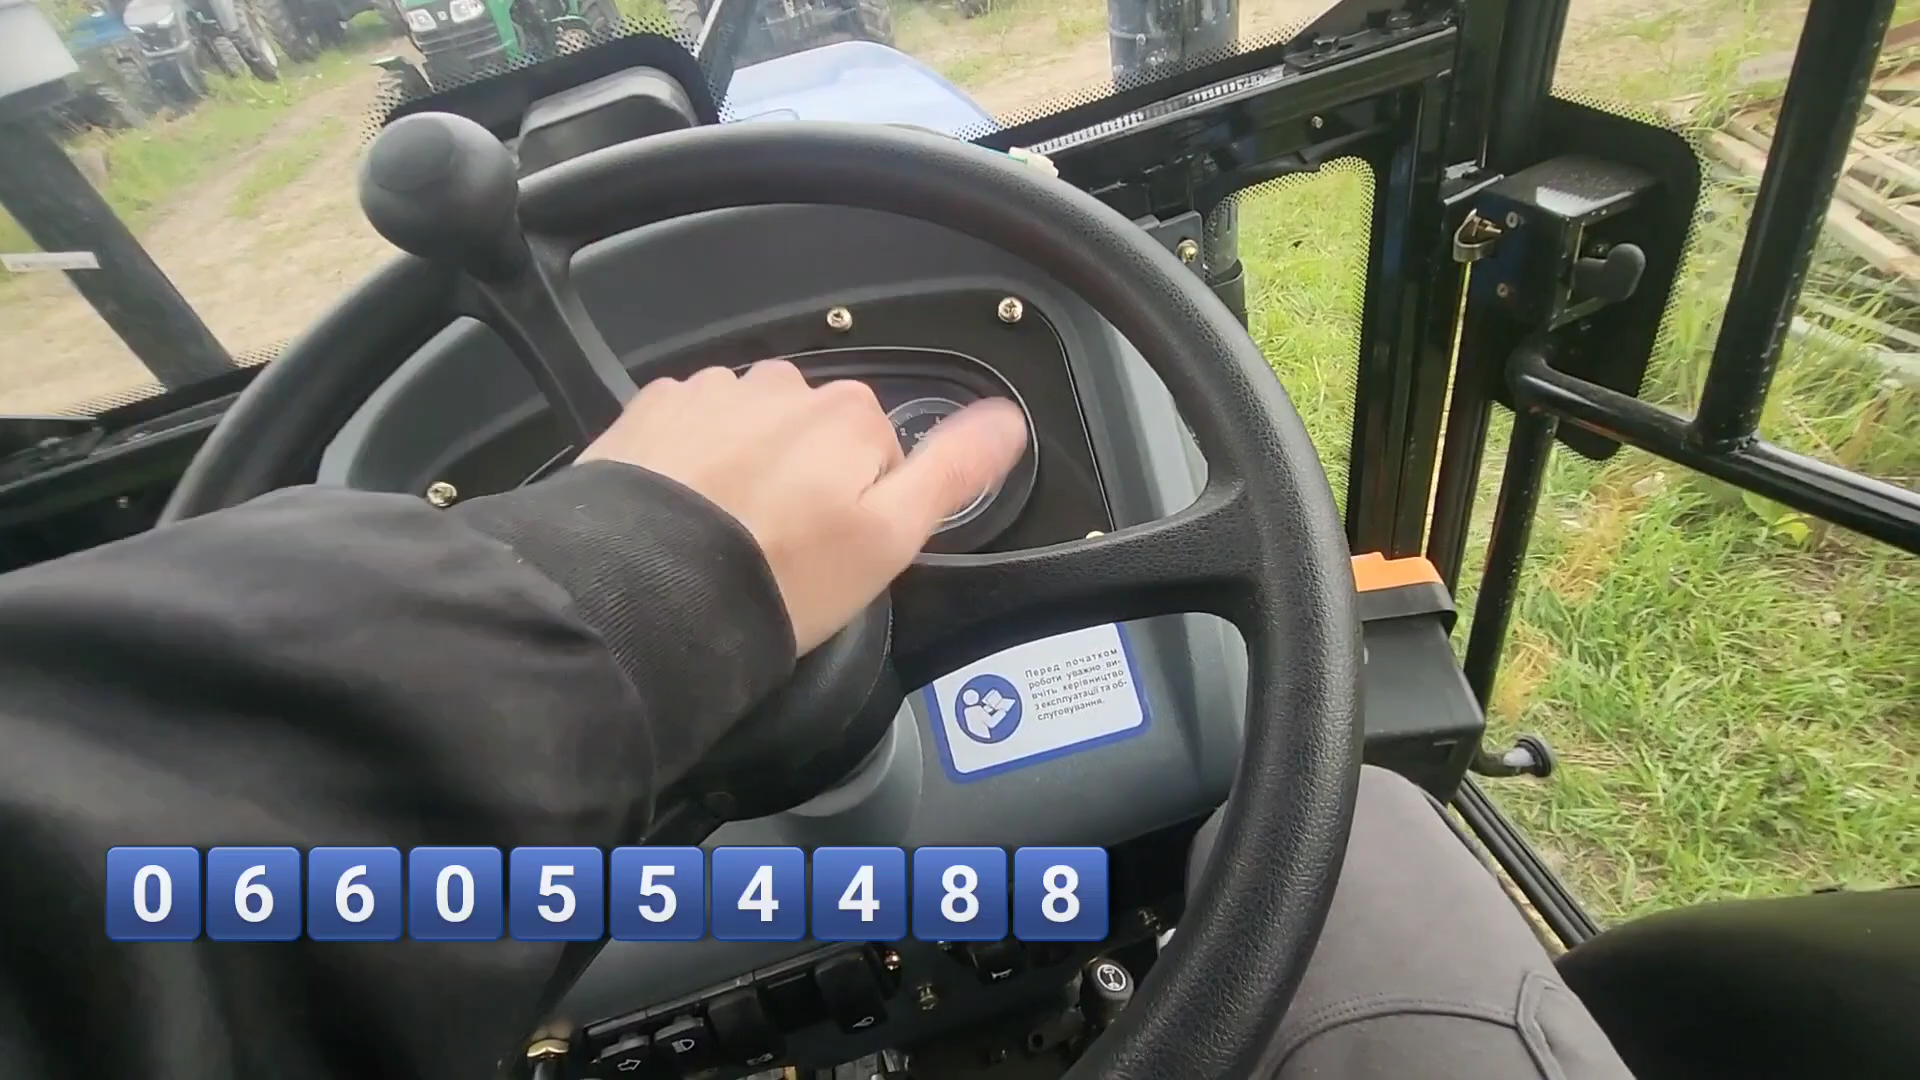 Перед початком
роботи уважно ви-
вчіть керівництво
з експлуатації та об-
слуговування.
0660554488